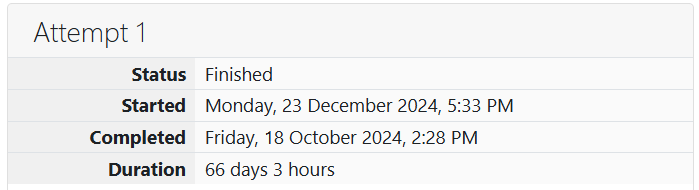 Attempt 1
Status Finished
Started Monday, 23 December 2024, 5:33 PM
Completed Friday, 18 October 2024, 2:28 PM
Duration 66 days 3 hours